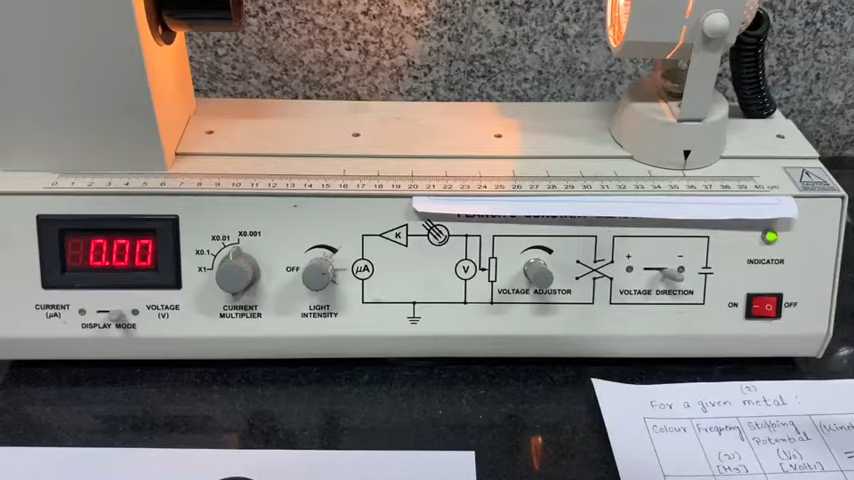 0 1 2 3 4 5 6 7 8 9 10 11 12 13 14 15 16 17 18 19 20 21 22 23 24 25 26 27 28 29 30 31 32 33 34 35 36 37 38 39 40 cm
PLANCK'S CONSTANT
0.00
X0.01
X0.001
X0.1
X1
OFF
K
µA
V
+
−
INDICATOR
CURRENT
(µA)
DISPLAY MODE
VOLTAGE
(V)
CURRENT
MULTIPLIER
LIGHT
INTENSITY
VOLTAGE ADJUSTOR
VOLTAGE DIRECTION
ON
OFF
(2)
For a given metal :
Colour
Frequency
(ν)
[Hz]
Stopping
Potential
(Vo)
[Volts]